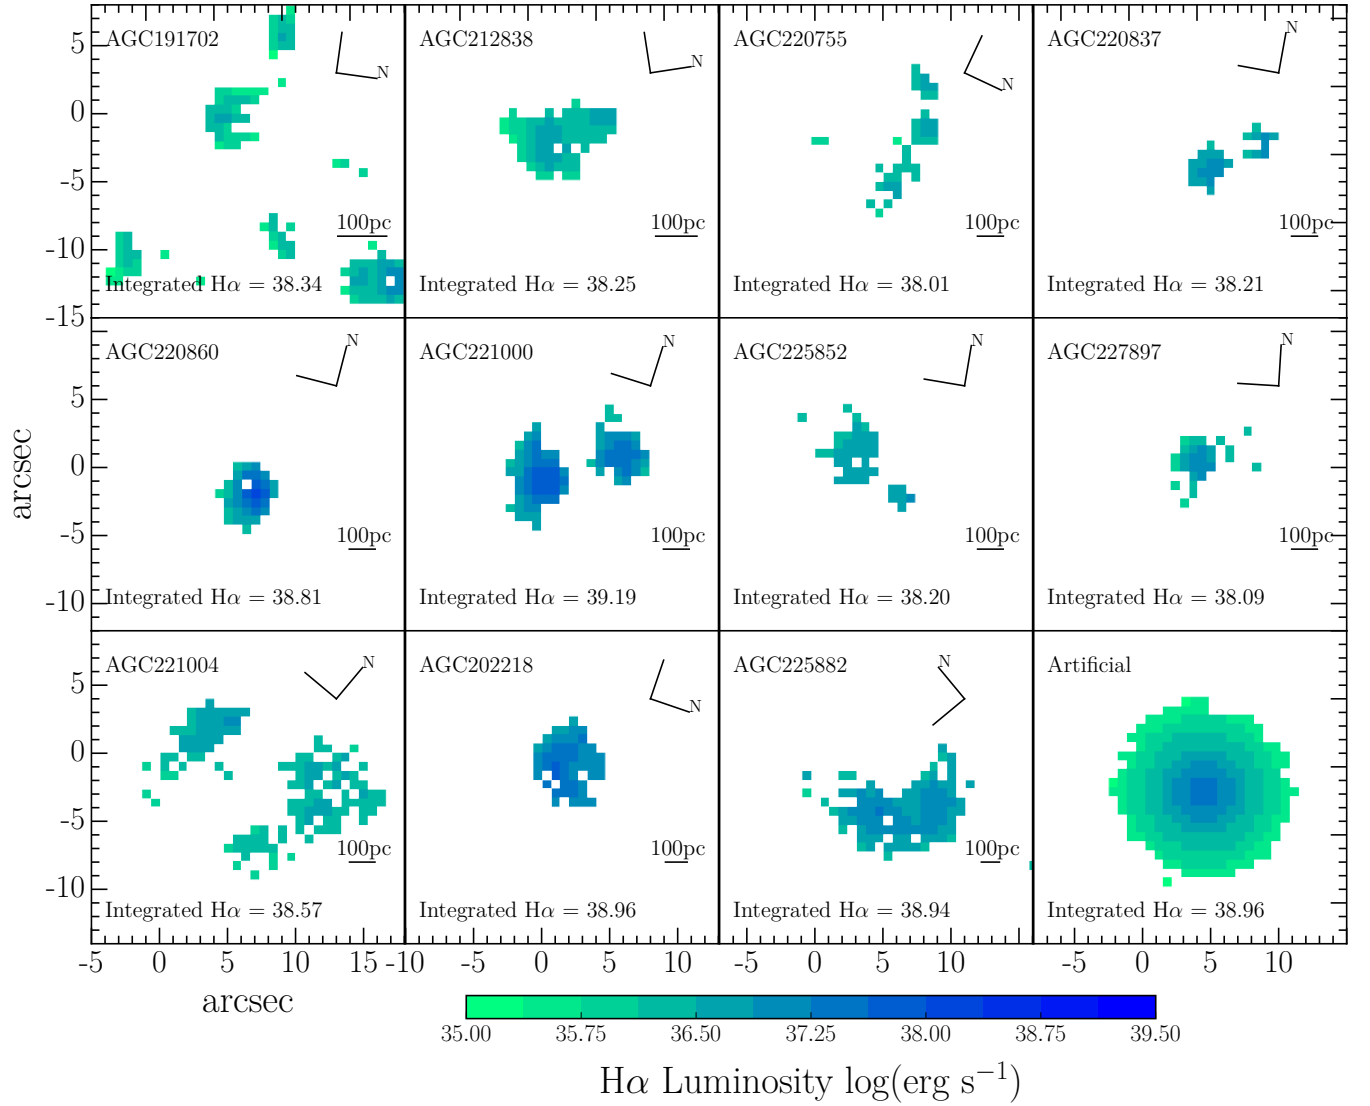 AGC191702
N
100pc
Integrated Hα = 38.34
AGC212838
N
100pc
Integrated Hα = 38.25
AGC220755
N
100pc
Integrated Hα = 38.01
AGC220837
N
100pc
Integrated Hα = 38.21
5
0
-5
-10
-15
AGC220860
N
100pc
Integrated Hα = 38.81
AGC221000
N
100pc
Integrated Hα = 39.19
AGC225852
N
100pc
Integrated Hα = 38.20
AGC227897
N
100pc
Integrated Hα = 38.09
5
0
-5
-10
arcsec
AGC221004
N
100pc
Integrated Hα = 38.57
AGC202218
N
100pc
Integrated Hα = 38.96
AGC225882
N
100pc
Integrated Hα = 38.94
Artificial
Integrated Hα = 38.96
5
0
-5
-10
-5 0 5 10 15 -10 -5 0 5 10 -5 0 5 10 -5 0 5 10
arcsec
35.00 35.75 36.50 37.25 38.00 38.75 39.50
Hα Luminosity log(erg s⁻¹)